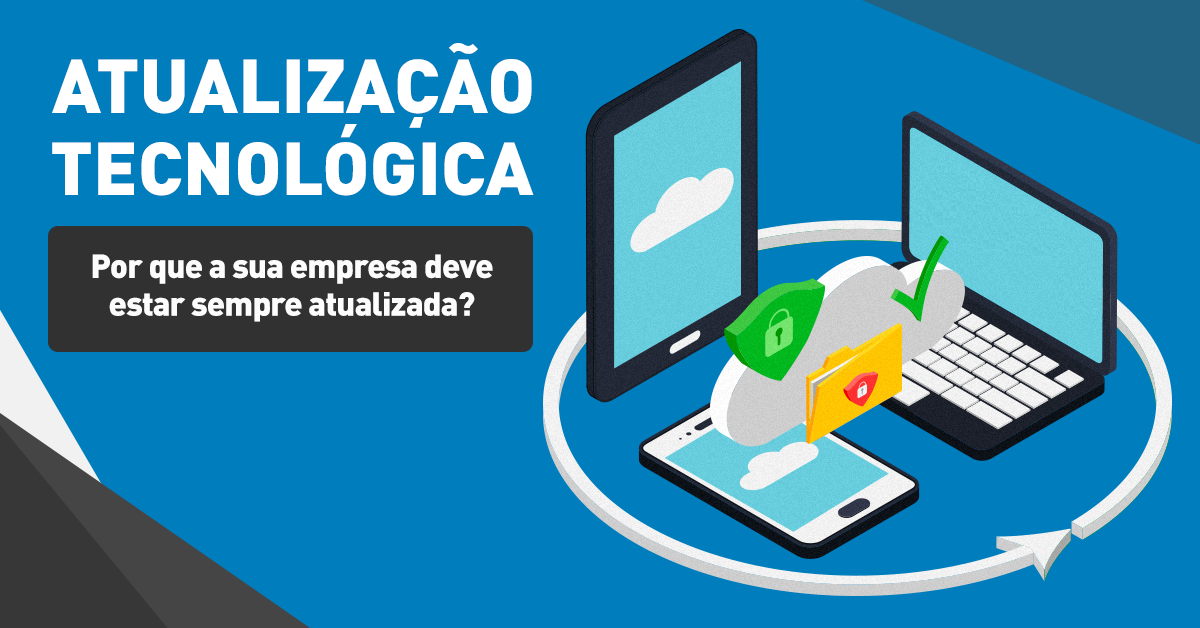 ATUALIZAÇÃO
TECNOLÓGICA
Por que a sua empresa deve
estar sempre atualizada?